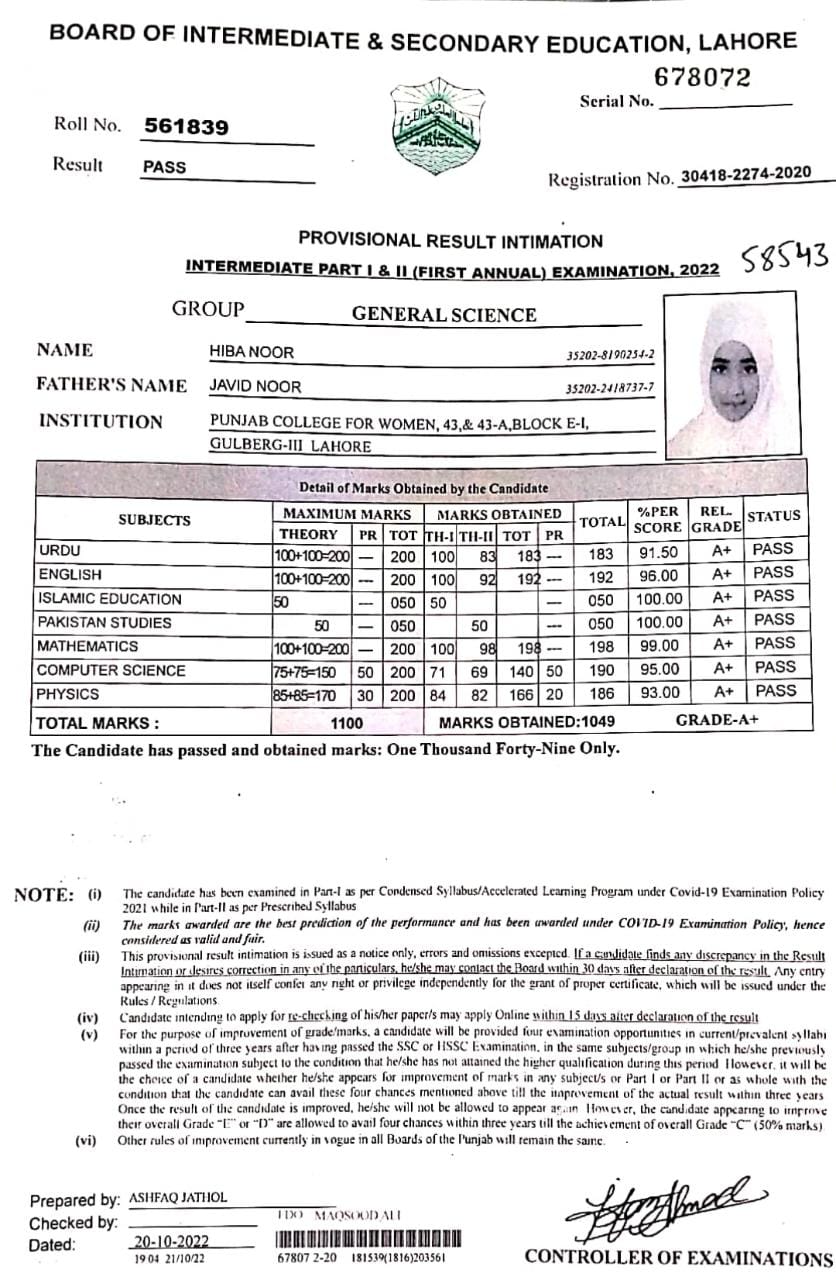 BOARD OF INTERMEDIATE & SECONDARY EDUCATION, LAHORE
678072
Serial No.
Roll No. 561839
Result PASS
Registration No. 30418-2274-2020
PROVISIONAL RESULT INTIMATION
INTERMEDIATE PART I & II (FIRST ANNUAL) EXAMINATION, 2022
58543
GROUP GENERAL SCIENCE
NAME HIBA NOOR 35202-8190254-2
FATHER'S NAME JAVID NOOR 35202-2418737-7
INSTITUTION PUNJAB COLLEGE FOR WOMEN, 43,& 43-A,BLOCK E-I,
GULBERG-III LAHORE
Detail of Marks Obtained by the Candidate
SUBJECTS MAXIMUM MARKS MARKS OBTAINED TOTAL %PER SCORE REL. GRADE STATUS
THEORY PR TOT TH-I TH-II TOT PR
URDU 100+100=200 — 200 100 83 183 --- 183 91.50 A+ PASS
ENGLISH 100+100=200 --- 200 100 92 192 --- 192 96.00 A+ PASS
ISLAMIC EDUCATION 50 --- 050 50 --- 050 100.00 A+ PASS
PAKISTAN STUDIES 50 --- 050 50 --- 050 100.00 A+ PASS
MATHEMATICS 100+100=200 — 200 100 98 198 --- 198 99.00 A+ PASS
COMPUTER SCIENCE 75+75=150 50 200 71 69 140 50 190 95.00 A+ PASS
PHYSICS 85+85=170 30 200 84 82 166 20 186 93.00 A+ PASS
TOTAL MARKS : 1100 MARKS OBTAINED:1049 GRADE-A+
The Candidate has passed and obtained marks: One Thousand Forty-Nine Only.
NOTE: (i) The candidate has been examined in Part-I as per Condensed Syllabus/Accelerated Learning Program under Covid-19 Examination Policy
2021 while in Part-II as per Prescribed Syllabus
(ii) The marks awarded are the best prediction of the performance and has been awarded under COVID-19 Examination Policy, hence
considered as valid and fair.
(iii) This provisional result intimation is issued as a notice only, errors and omissions excepted. If a candidate finds any discrepancy in the Result
Intimation or desires correction in any of the particulars, he/she may contact the Board within 30 days after declaration of the result. Any entry
appearing in it does not itself confer any right or privilege independently for the grant of proper certificate, which will be issued under the
Rules / Regulations.
(iv) Candidate intending to apply for re-checking of his/her paper/s may apply Online within 15 days after declaration of the result
(v) For the purpose of improvement of grade/marks, a candidate will be provided four examination opportunities in current/prevalent syllabi
within a period of three years after having passed the SSC or HSSC Examination, in the same subjects/group in which he/she previously
passed the examination subject to the condition that he/she has not attained the higher qualification during this period However, it will be
the choice of a candidate whether he/she appears for improvement of marks in any subject/s or Part I or Part II or as whole with the
condition that the candidate can avail these four chances mentioned above till the improvement of the actual result within three years
Once the result of the candidate is improved, he/she will not be allowed to appear again However, the candidate appearing to improve
their overall Grade "E" or "D" are allowed to avail four chances within three years till the achievement of overall Grade "C" (50% marks)
(vi) Other rules of improvement currently in vogue in all Boards of the Punjab will remain the same.
Prepared by: ASHFAQ JATHOL
Checked by: MAQSOOD ALI
Dated: 20-10-2022
19 04 21/10/22 67807 2-20 181539(1816)203561
CONTROLLER OF EXAMINATIONS